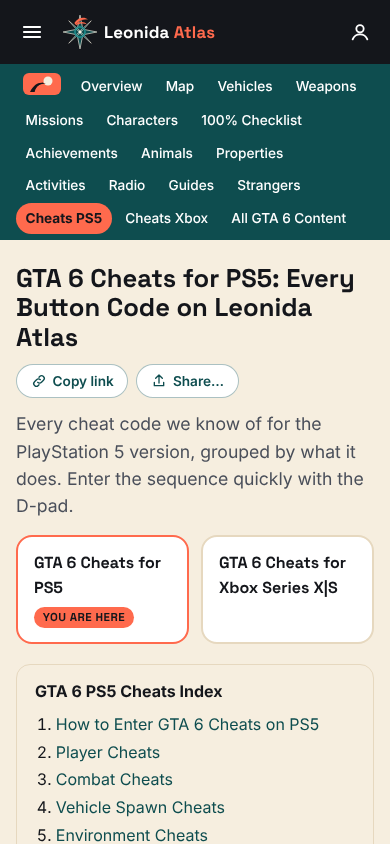 Leonida Atlas
Overview Map Vehicles Weapons
Missions Characters 100% Checklist
Achievements Animals Properties
Activities Radio Guides Strangers
Cheats PS5 Cheats Xbox All GTA 6 Content
GTA 6 Cheats for PS5: Every
Button Code on Leonida
Atlas
Copy link Share...
Every cheat code we know of for the
PlayStation 5 version, grouped by what it
does. Enter the sequence quickly with the
D-pad.
GTA 6 Cheats for
PS5
YOU ARE HERE
GTA 6 Cheats for
Xbox Series X|S
GTA 6 PS5 Cheats Index
1. How to Enter GTA 6 Cheats on PS5
2. Player Cheats
3. Combat Cheats
4. Vehicle Spawn Cheats
5. Environment Cheats